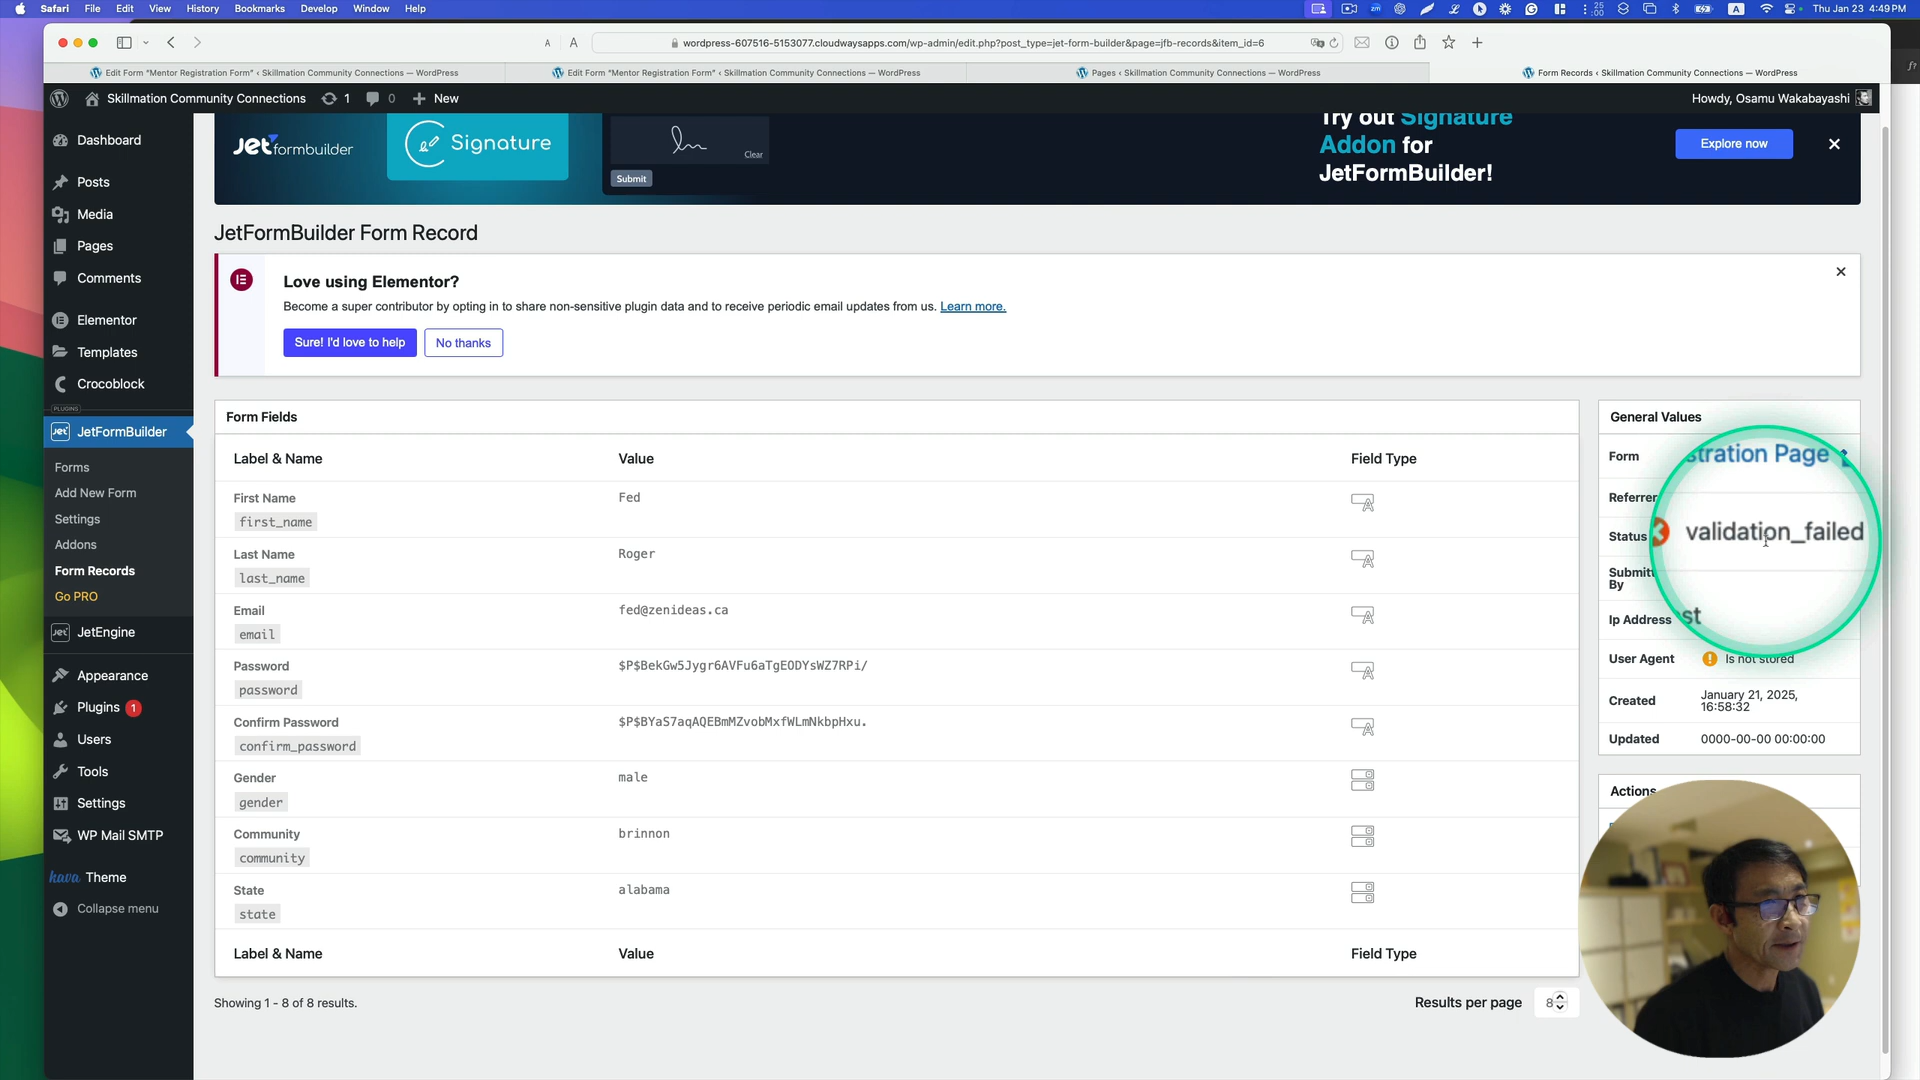 Safari File Edit View History Bookmarks Develop Window Help
zm
25
00
A
Thu Jan 23 4:49 PM
A A
wordpress-607516-5153077.cloudwaysapps.com/wp-admin/edit.php?post_type=jet-form-builder&page=jfb-records&item_id=6
Edit Form “Mentor Registration Form” ‹ Skillmation Community Connections — WordPress
Edit Form “Mentor Registration Form” ‹ Skillmation Community Connections — WordPress
Pages ‹ Skillmation Community Connections — WordPress
Form Records ‹ Skillmation Community Connections — WordPress
Skillmation Community Connections
1
0
New
Howdy, Osamu Wakabayashi
Dashboard
Posts
Media
Pages
Comments
Elementor
Templates
Crocoblock
PLUGINS
Jet JetFormBuilder
Forms
Add New Form
Settings
Addons
Form Records
Go PRO
Jet JetEngine
Appearance
Plugins 1
Users
Tools
Settings
WP Mail SMTP
hava Theme
Collapse menu
Jetformbuilder
Signature
Clear
Submit
Try out Signature
Addon for
JetFormBuilder!
Explore now
JetFormBuilder Form Record
Love using Elementor?
Become a super contributor by opting in to share non-sensitive plugin data and to receive periodic email updates from us. Learn more.
Sure! I'd love to help
No thanks
Form Fields
Label & Name Value Field Type
First Name Fed
first_name
Last Name Roger
last_name
Email fed@zenideas.ca
email
Password $P$BekGw5Jygr6AVFu6aTgEODYsWZ7RPi/
password
Confirm Password $P$BYaS7aqAQEBmMZvobMxfWLmNkbpHxu.
confirm_password
Gender male
gender
Community brinnon
community
State alabama
state
Label & Name Value Field Type
Showing 1 - 8 of 8 results.
Results per page 8
General Values
Form stration Page
Referrer
Status validation_failed
Submitt
By
Ip Address st
User Agent Is not stored
Created January 21, 2025,
16:58:32
Updated 0000-00-00 00:00:00
Actions